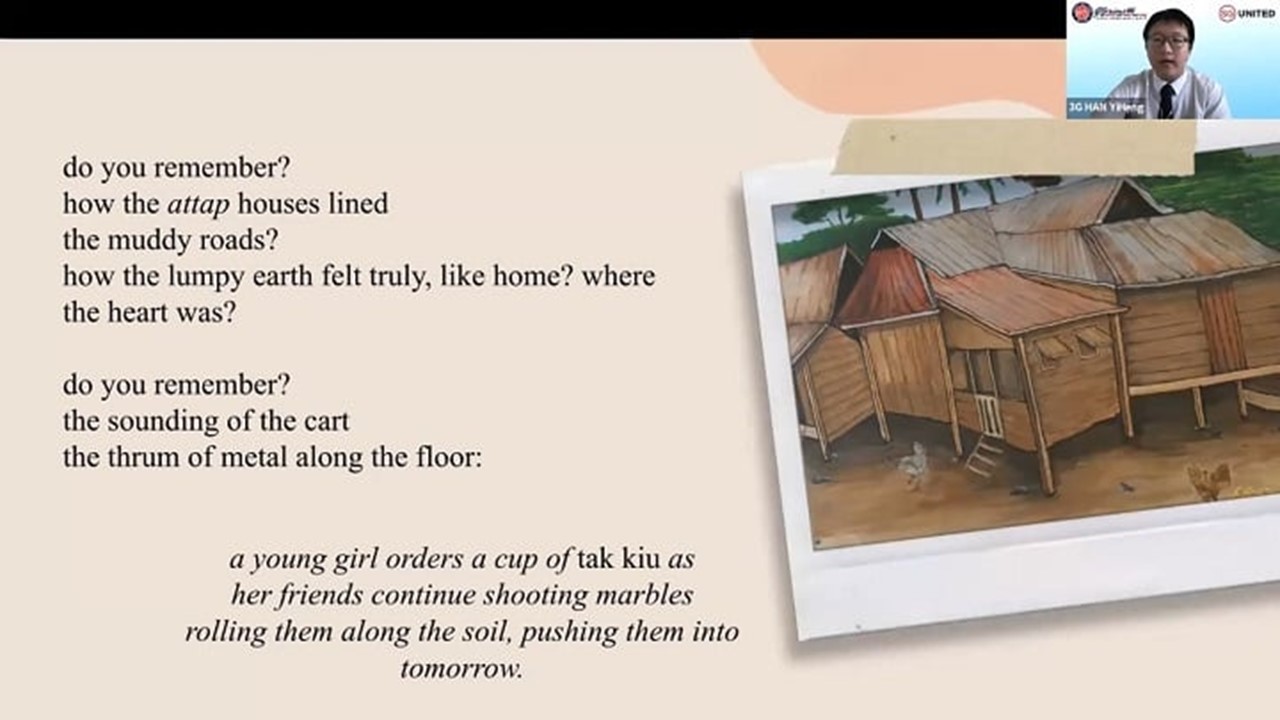 UNITED
3G HAN YiHeng
do you remember?
how the attap houses lined
the muddy roads?
how the lumpy earth felt truly, like home? where
the heart was?
do you remember?
the sounding of the cart
the thrum of metal along the floor:
a young girl orders a cup of tak kiu as
her friends continue shooting marbles
rolling them along the soil, pushing them into
tomorrow.